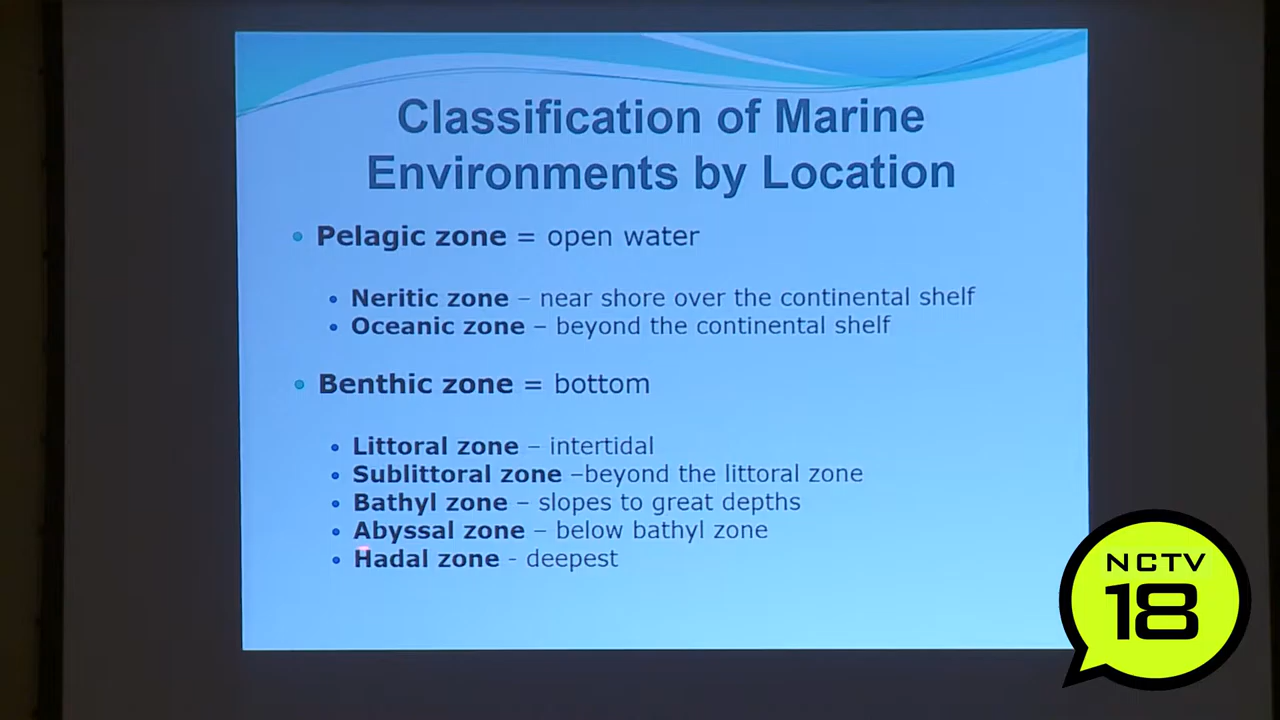 Classification of Marine
Environments by Location
Pelagic zone = open water
Neritic zone – near shore over the continental shelf
Oceanic zone – beyond the continental shelf
Benthic zone = bottom
Littoral zone – intertidal
Sublittoral zone –beyond the littoral zone
Bathyl zone – slopes to great depths
Abyssal zone – below bathyl zone
Hadal zone - deepest
NCTV
18